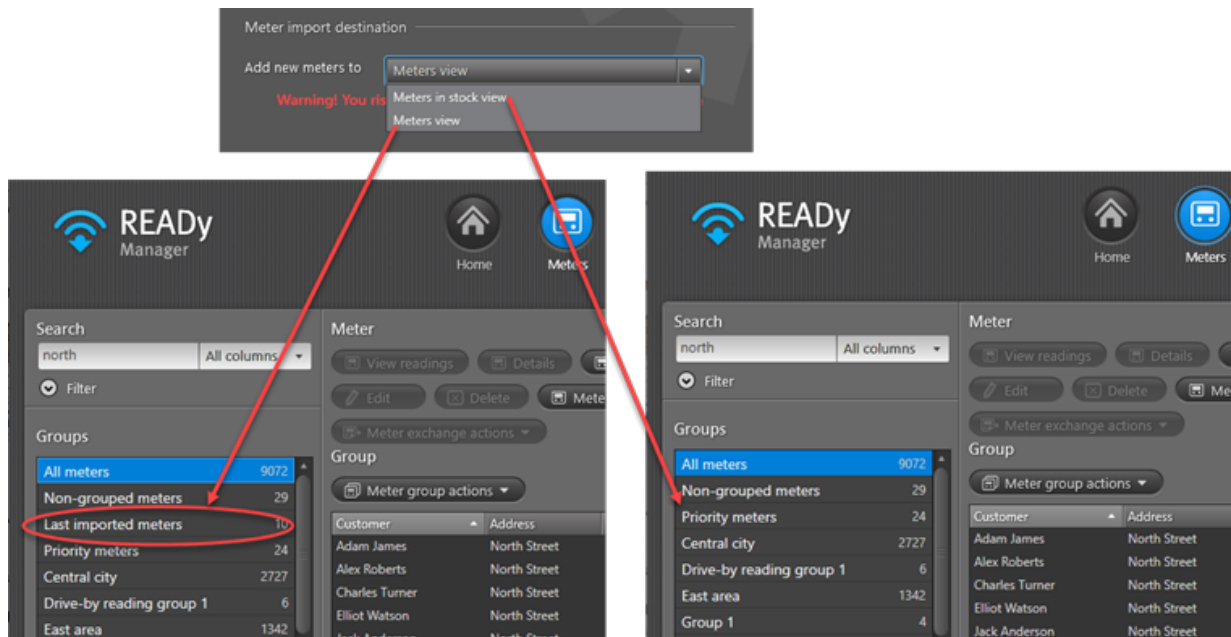 Meter import destination
Add new meters to Meters view
Warning! You ris
Meters in stock view
Meters view
READy
Manager
Home
Meters
Search
north All columns
Filter
Groups
All meters 9072
Non-grouped meters 29
Last imported meters 10
Priority meters 24
Central city 2727
Drive-by reading group 1 6
East area 1342
Meter
View readings Details
Edit Delete Mete
Meter exchange actions
Group
Meter group actions
Customer Address
Adam James North Street
Alex Roberts North Street
Charles Turner North Street
Elliot Watson North Street
Jack Anderson North Street
READy
Manager
Home
Meters
Search
north All columns
Filter
Groups
All meters 9072
Non-grouped meters 29
Priority meters 24
Central city 2727
Drive-by reading group 1 6
East area 1342
Group 1 4
Meter
View readings Details
Edit Delete Me
Meter exchange actions
Group
Meter group actions
Customer Address
Adam James North Street
Alex Roberts North Street
Charles Turner North Street
Elliot Watson North Street
Jack Anderson North Street